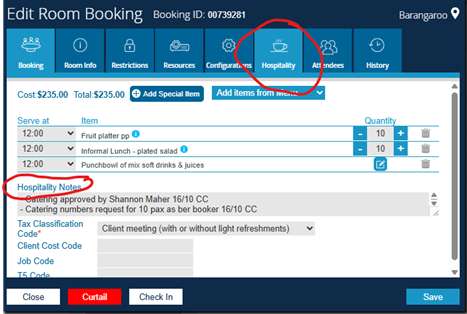 Edit Room Booking Booking ID: 00739281 Barangaroo
Booking Room Info Restrictions Resources Configurations Hospitality Attendees History
Cost $235.00 Total $235.00 Add Special Item Add items from Menu
Serve at Item Quantity
12:00 Fruit platter pp - 10 +
12:00 Informal Lunch - plated salad - 10 +
12:00 Punchbowl of mix soft drinks & juices
Hospitality Notes
- Catering approved by Shannon Maher 16/10 CC
- Catering numbers request for 10 pax as ber booker 16/10 CC
Tax Classification Code* Client meeting (with or without light refreshments)
Client Cost Code
Job Code
T5 Code
Close Curtail Check In Save